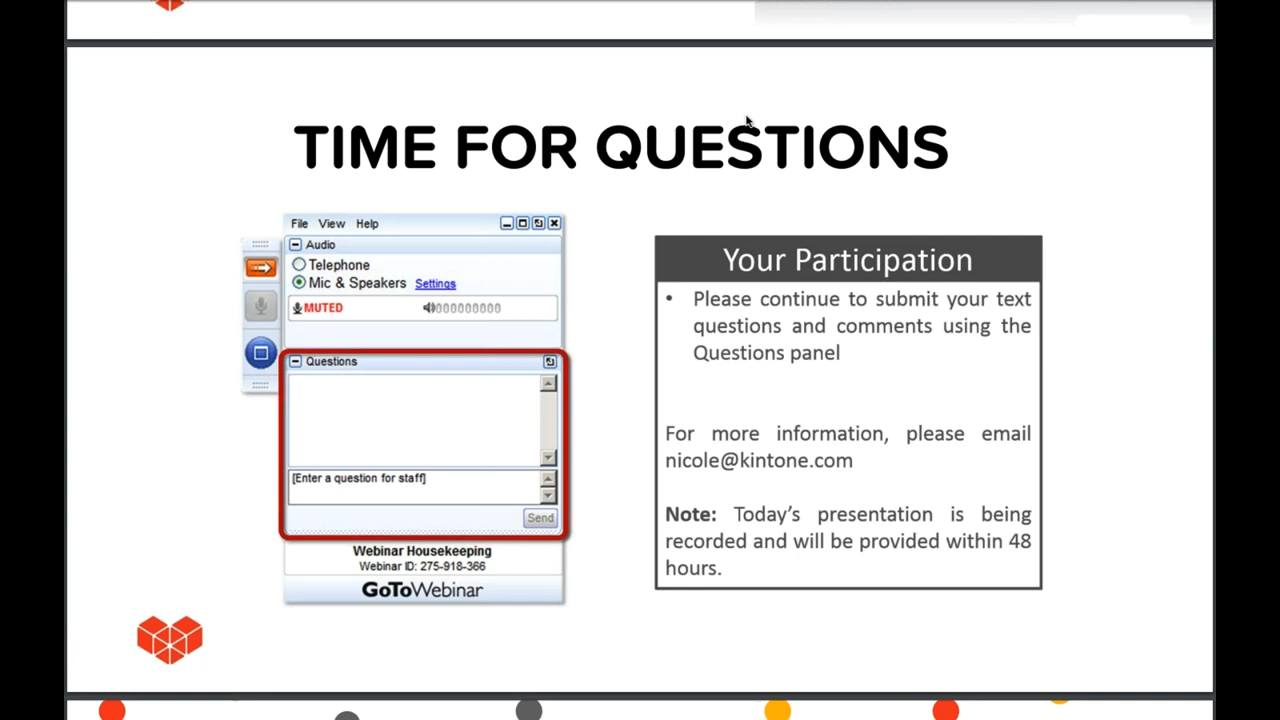 TIME FOR QUESTIONS
File View Help
Audio
Telephone
Mic & Speakers Settings
MUTED 000000000
Questions
[Enter a question for staff]
Send
Webinar Housekeeping
Webinar ID: 275-918-366
GoToWebinar
Your Participation
• Please continue to submit your text
questions and comments using the
Questions panel
For more information, please email
nicole@kintone.com
Note: Today's presentation is being
recorded and will be provided within 48
hours.